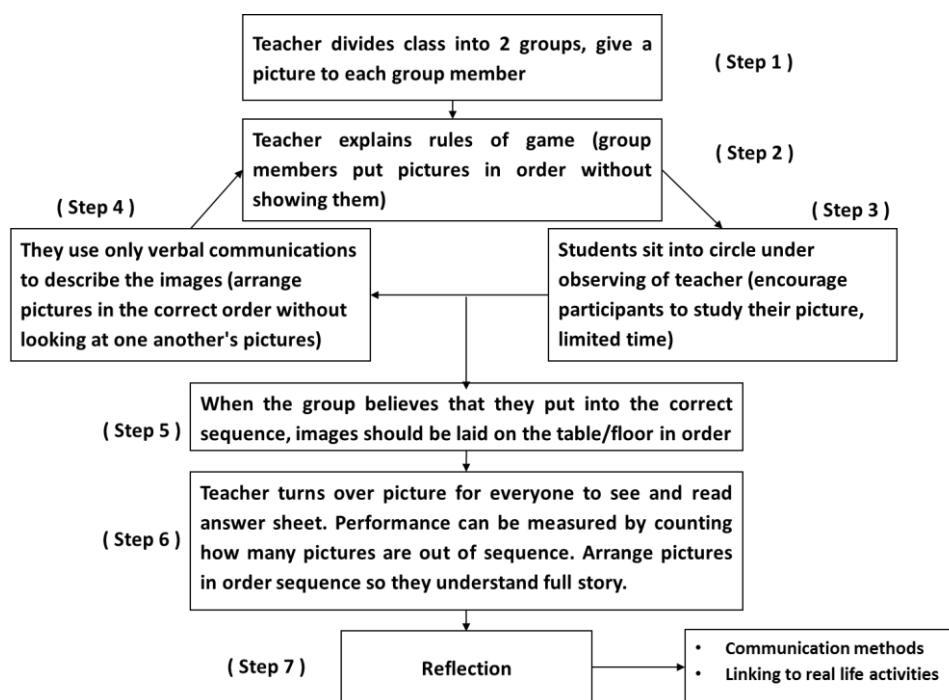 Teacher divides class into 2 groups, give a
picture to each group member
( Step 1 )
Teacher explains rules of game (group
members put pictures in order without
showing them)
( Step 2 )
( Step 4 )
( Step 3 )
They use only verbal communications
to describe the images (arrange
pictures in the correct order without
looking at one another's pictures)
Students sit into circle under
observing of teacher (encourage
participants to study their picture,
limited time)
When the group believes that they put into the correct
sequence, images should be laid on the table/floor in order
( Step 5 )
Teacher turns over picture for everyone to see and read
answer sheet. Performance can be measured by counting
how many pictures are out of sequence. Arrange pictures
in order sequence so they understand full story.
( Step 6 )
( Step 7 )
Reflection
• Communication methods
• Linking to real life activities